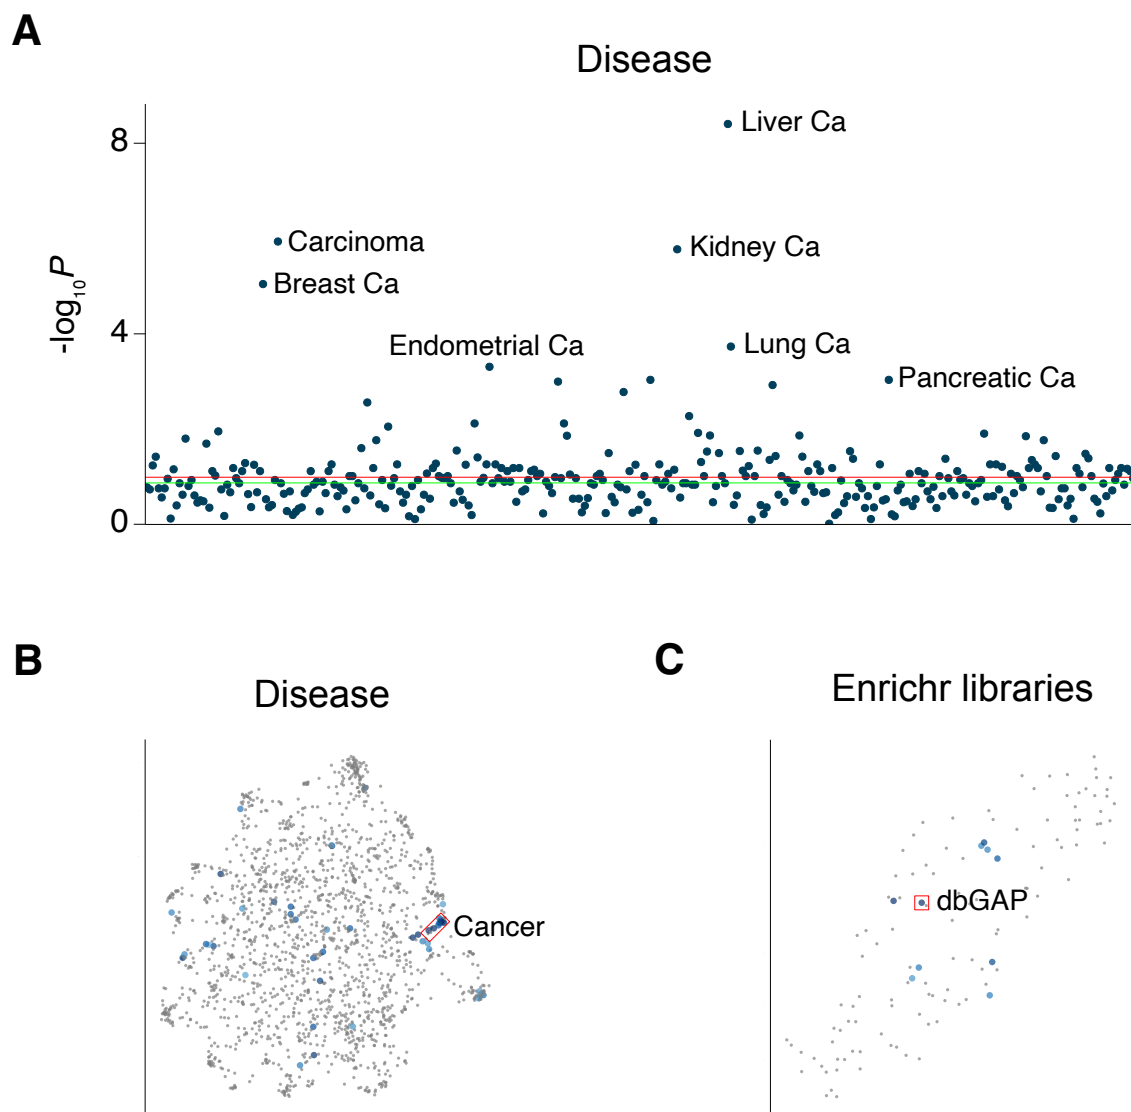 A
Disease
8
Liver Ca
Carcinoma
Kidney Ca
Breast Ca
-log10P
4
Endometrial Ca
Lung Ca
Pancreatic Ca
0
B
C
Disease
Enrichr libraries
dbGAP
Cancer